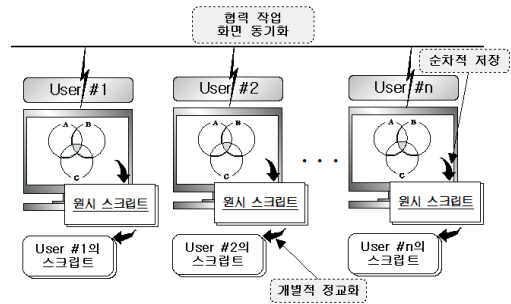 협력 작업
화면 동기화
순차적 저장
User #1
User #2
User #n
A B
C
A B
C
A B
C
. . .
원시 스크립트
원시 스크립트
원시 스크립트
User #1의
스크립트
User #2의
스크립트
User #n의
스크립트
개별적 정교화